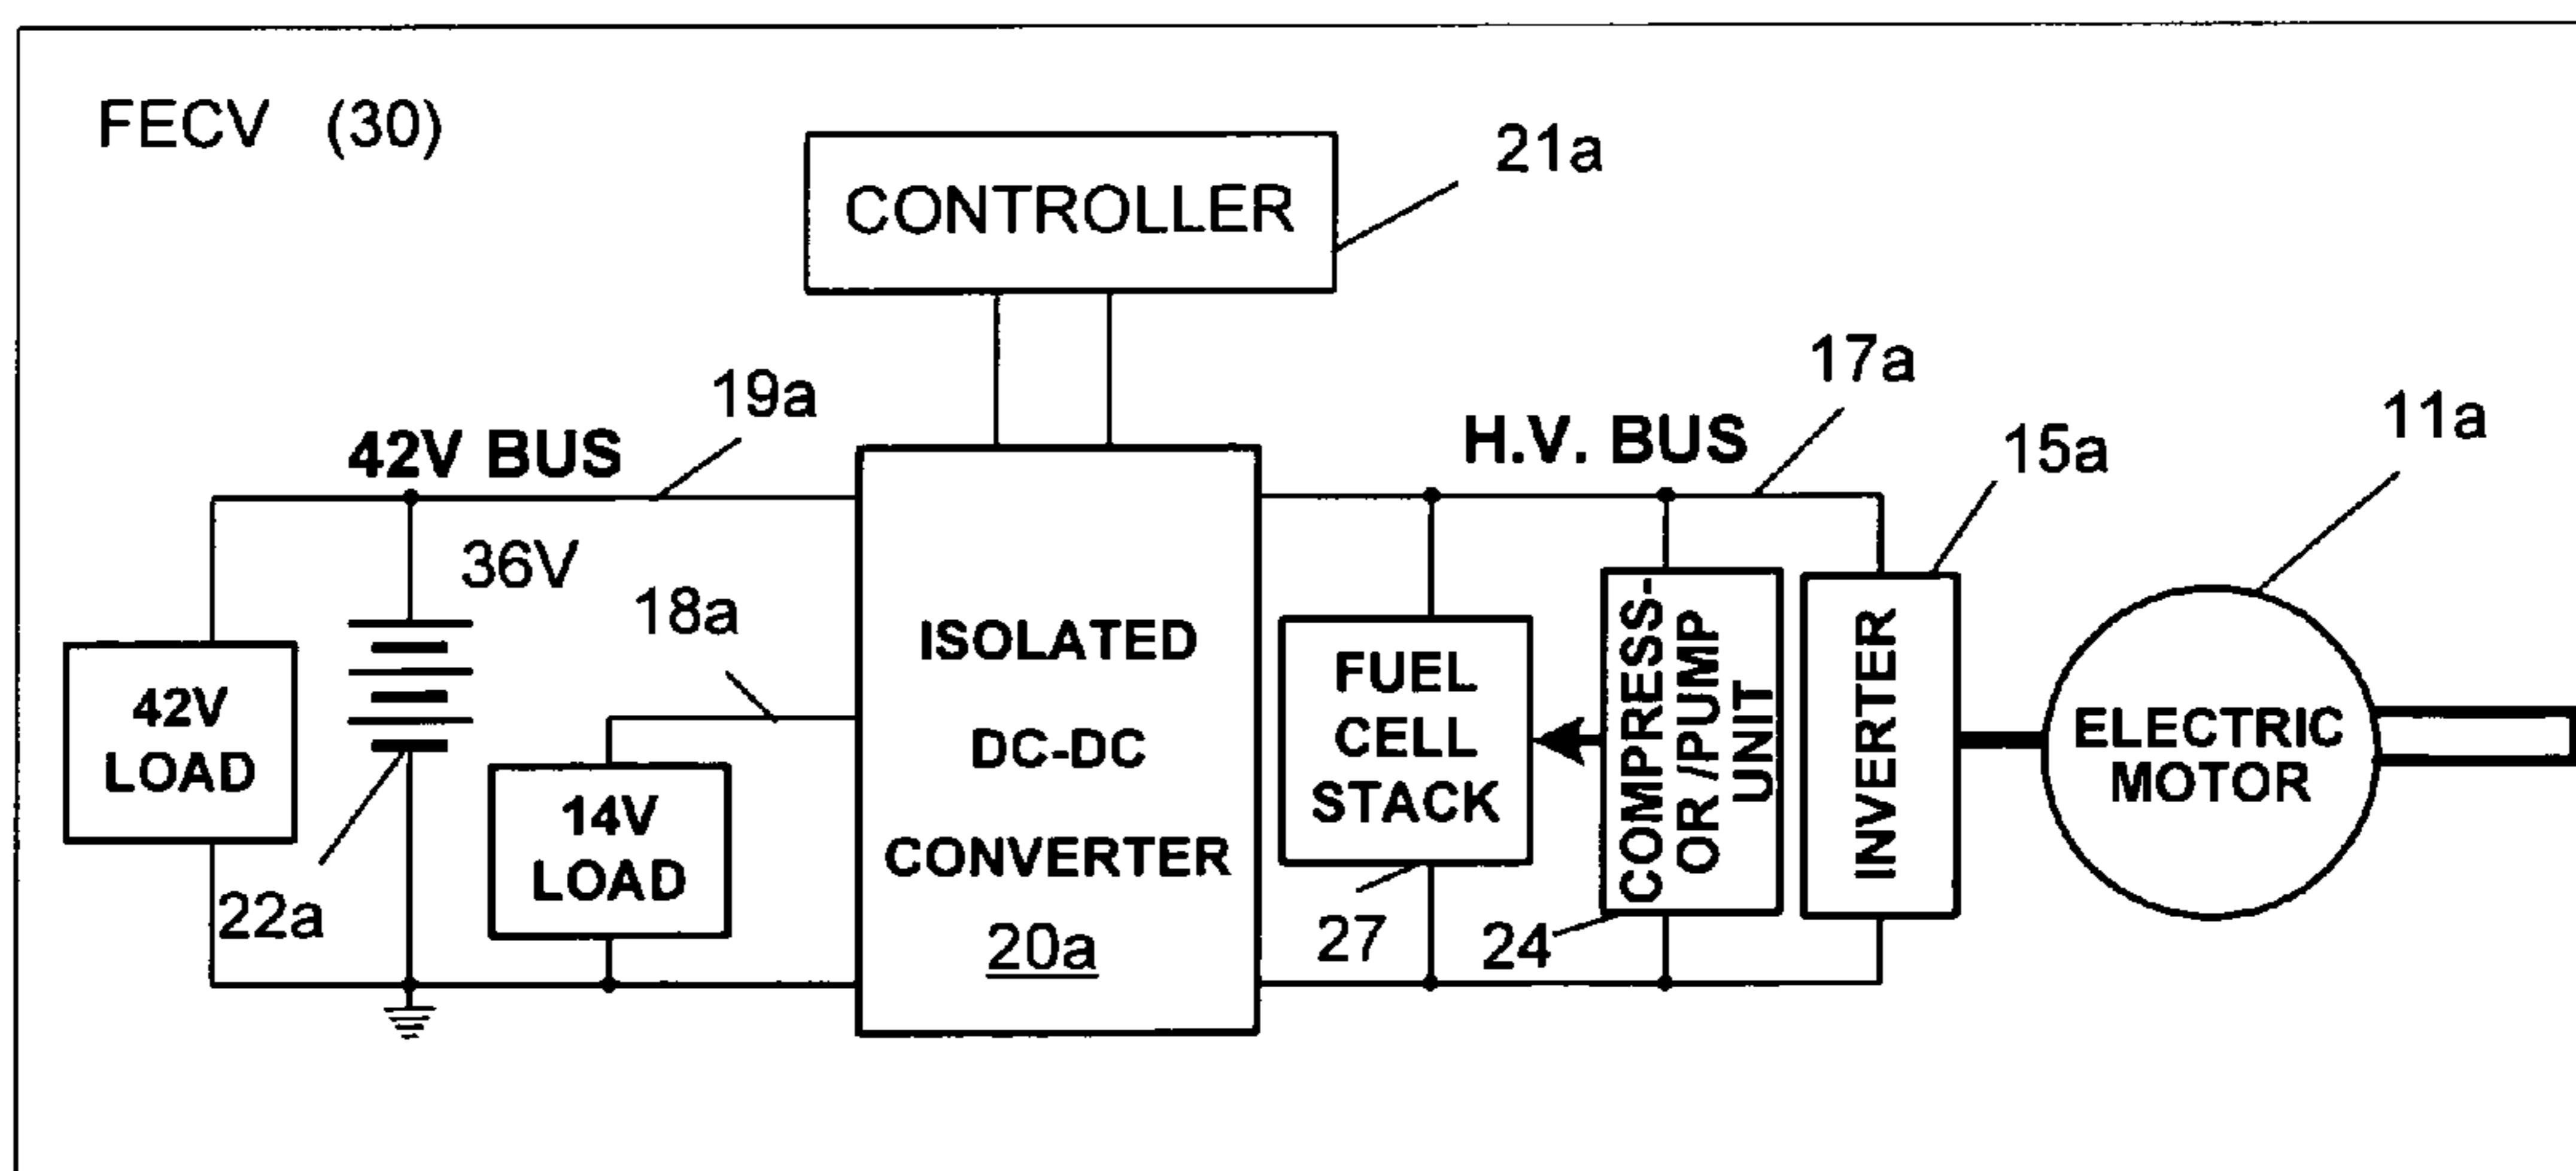 FECV (30)
CONTROLLER
21a
19a
42V BUS
17a
H.V. BUS
15a
11a
36V
18a
42V
LOAD
22a
14V
LOAD
ISOLATED
DC-DC
CONVERTER
20a
FUEL
CELL
STACK
27
COMPRESS-
OR /PUMP
UNIT
24
INVERTER
ELECTRIC
MOTOR